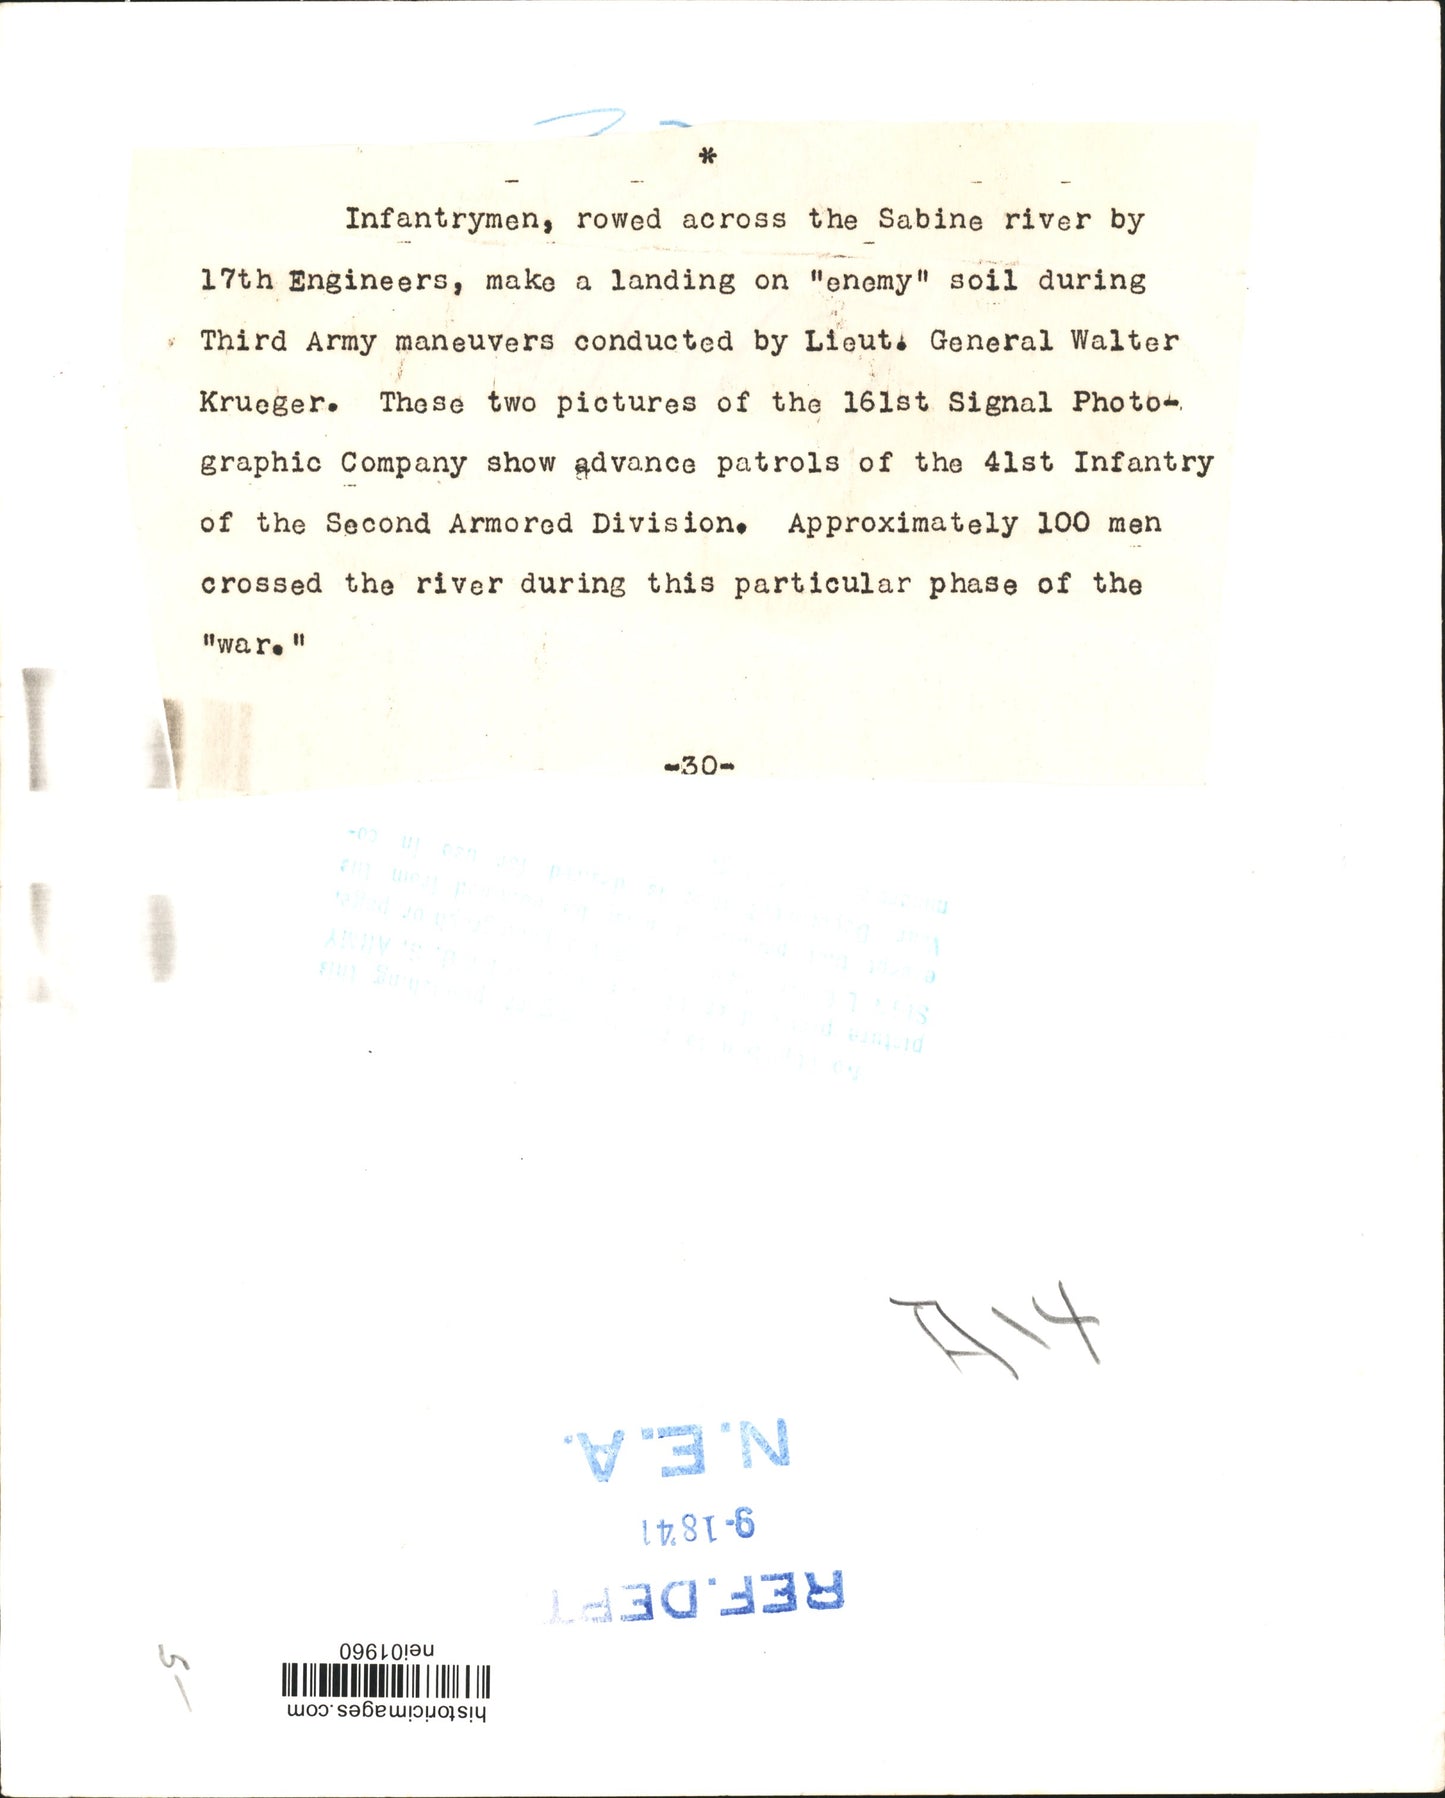 *
Infantrymen, rowed across the Sabine river by
17th Engineers, make a landing on "enemy" soil during
Third Army maneuvers conducted by Lieut. General Walter
Krueger. These two pictures of the 161st Signal Photo-
graphic Company show advance patrols of the 41st Infantry
of the Second Armored Division. Approximately 100 men
crossed the river during this particular phase of the
"war."
-30-
A14
N.E.A.
9-18'41
REF.DEPT
nei01960
historicimages.com
5-